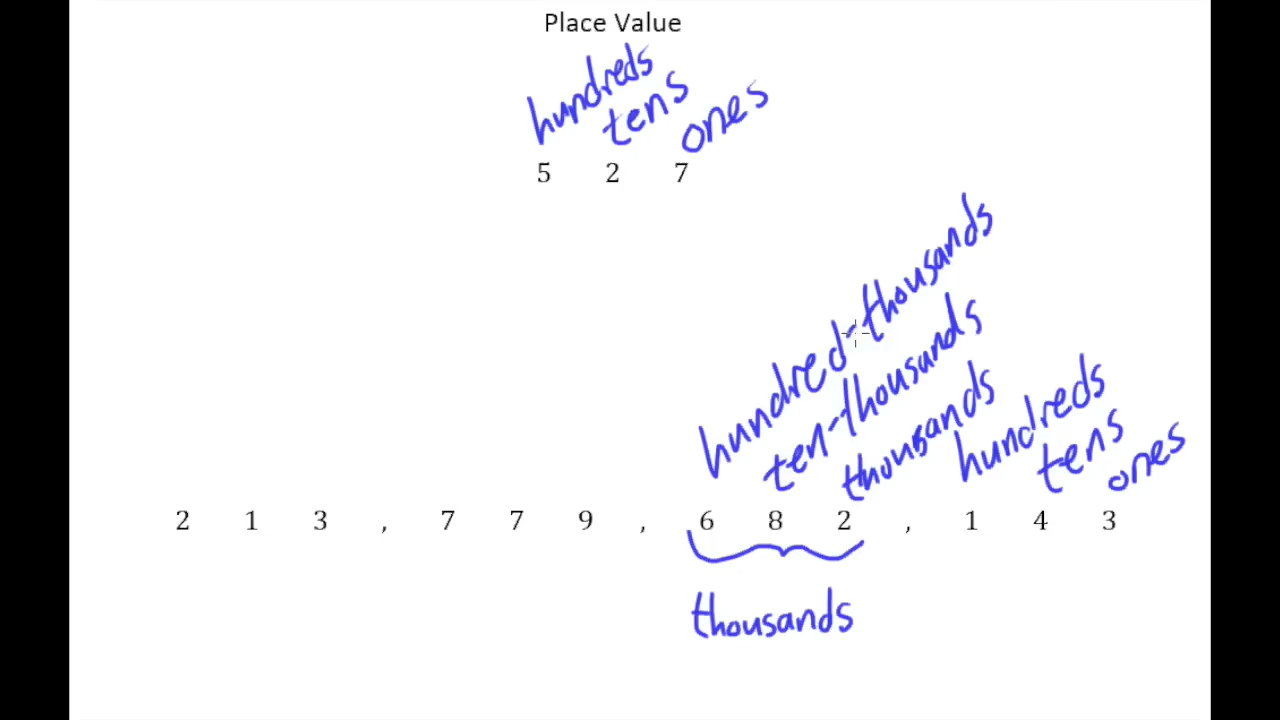 Place Value
hundreds
tens
ones
5 2 7
hundred-thousands
ten-thousands
thousands
hundreds
tens
ones
2 1 3 , 7 7 9 , 6 8 2 , 1 4 3
thousands